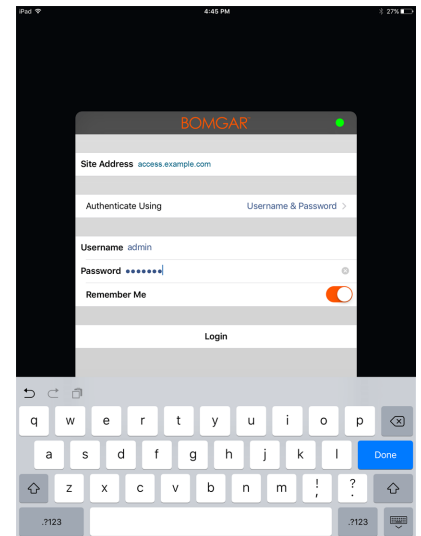 iPad 4:45 PM 27%
BOMGAR
Site Address access.example.com
Authenticate Using Username & Password >
Username admin
Password •••••••
Remember Me
Login
q w e r t y u i o p
a s d f g h j k l Done
z x c v b n m ! , ? .
.?123 .?123